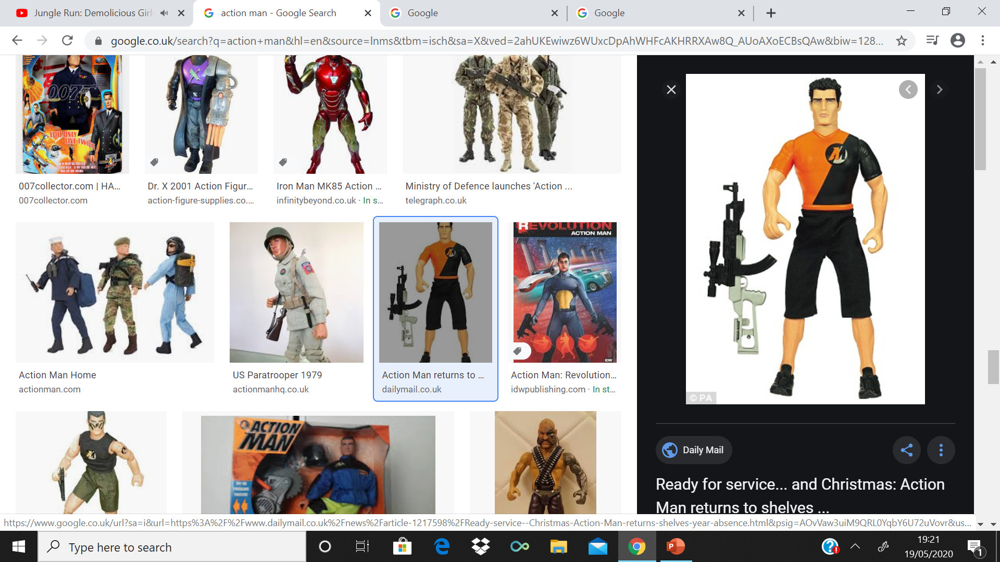 Jungle Run: Demolicious Girls
action man - Google Search
Google
Google
google.co.uk/search?q=action+man&hl=en&source=lnms&tbm=isch&sa=X&ved=2ahUKEwiwz6WUxcDpAhWHFcAKHRRXAw8Q_AUoAXoECBsQAw&biw=128...
007
YOU ONLY
LIVE TWICE
007collector.com | HA...
007collector.com
Dr. X 2001 Action Figur...
action-figure-supplies.co....
Iron Man MK85 Action ...
infinitybeyond.co.uk · In s...
Ministry of Defence launches 'Action ...
telegraph.co.uk
REVOLUTION
ACTION MAN
IDW
Action Man Home
actionman.com
US Paratrooper 1979
actionmanhq.co.uk
Action Man returns to ...
dailymail.co.uk
Action Man: Revolution...
idwpublishing.com · In st...
ACTION
MAN
© PA
Daily Mail
Ready for service... and Christmas: Action
Man returns to shelves ...
https://www.google.co.uk/url?sa=i&url=https%3A%2F%2Fwww.dailymail.co.uk%2Fnews%2Farticle-1217598%2FReady-service--Christmas-Action-Man-returns-shelves-year-absence.html&psig=AOvVaw3uiM9QRL0YqbY6U72uVovr&us...
Type here to search
19:21
19/05/2020
1